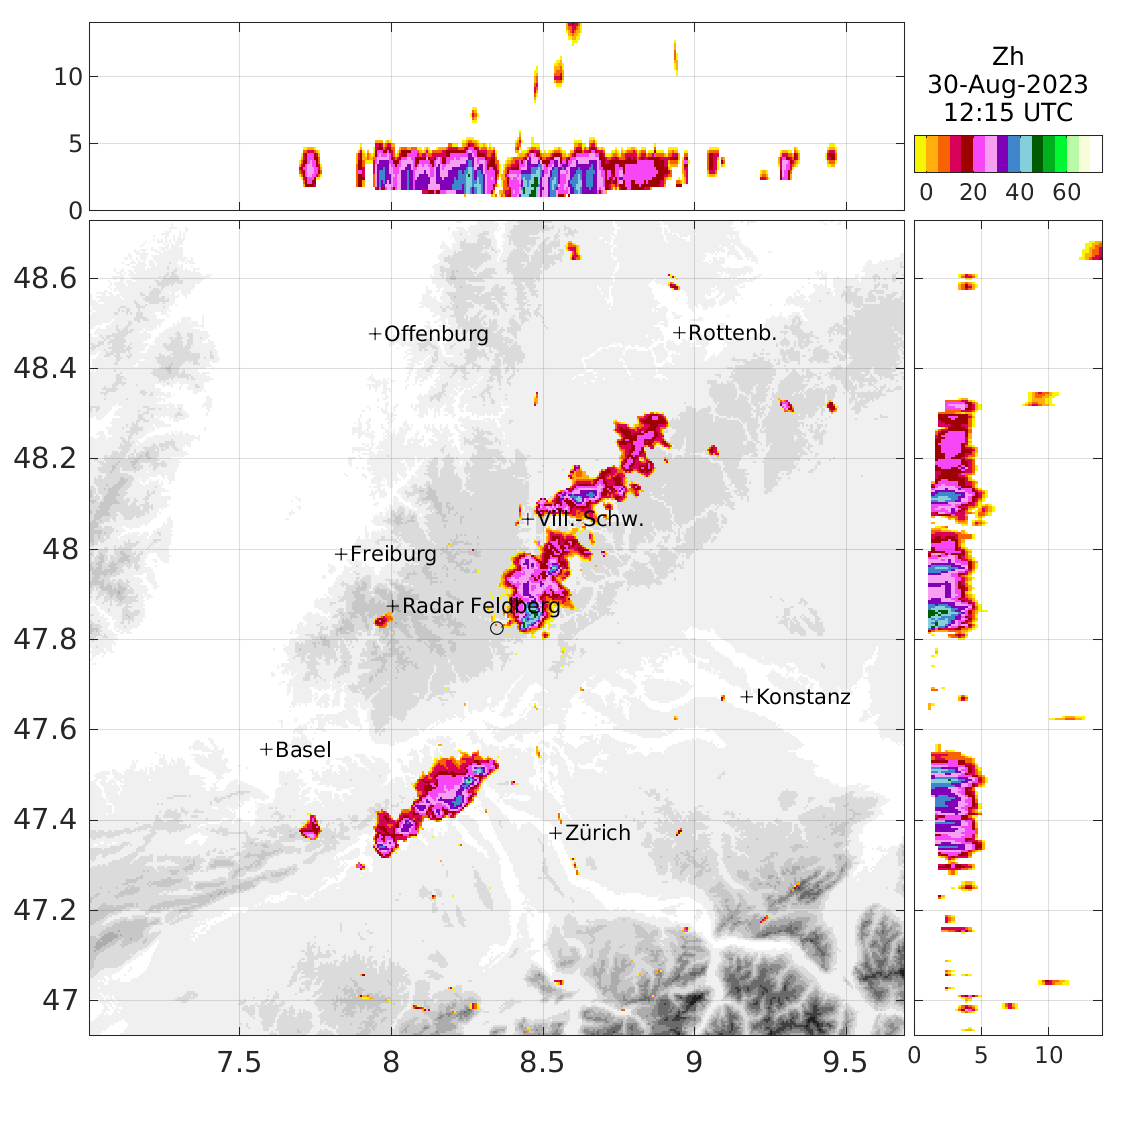 10
5
0
Zh
30-Aug-2023
12:15 UTC
0 20 40 60
48.6
48.4
48.2
48
47.8
47.6
47.4
47.2
47
+Offenburg
+Rottenb.
+Vill.-Schw.
+Freiburg
+Radar Feldberg
+Konstanz
+Basel
+Zürich
7.5 8 8.5 9 9.5
0 5 10